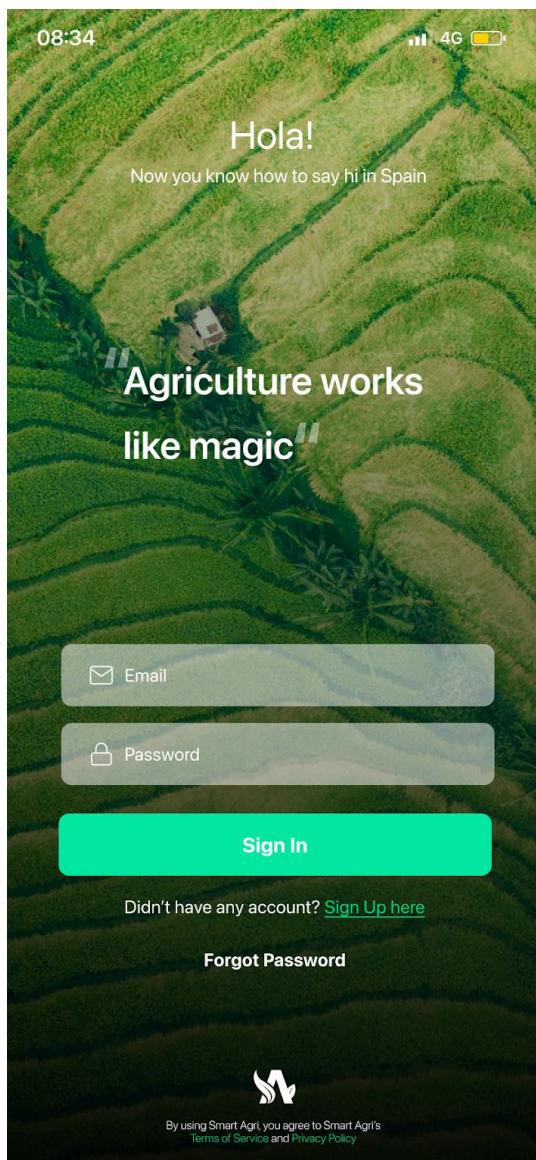 08:34 4G
Hola!
Now you know how to say hi in Spain
"Agriculture works
like magic"
Email
Password
Sign In
Didn't have any account? Sign Up here
Forgot Password
By using Smart Agri, you agree to Smart Agri's
Terms of Service and Privacy Policy